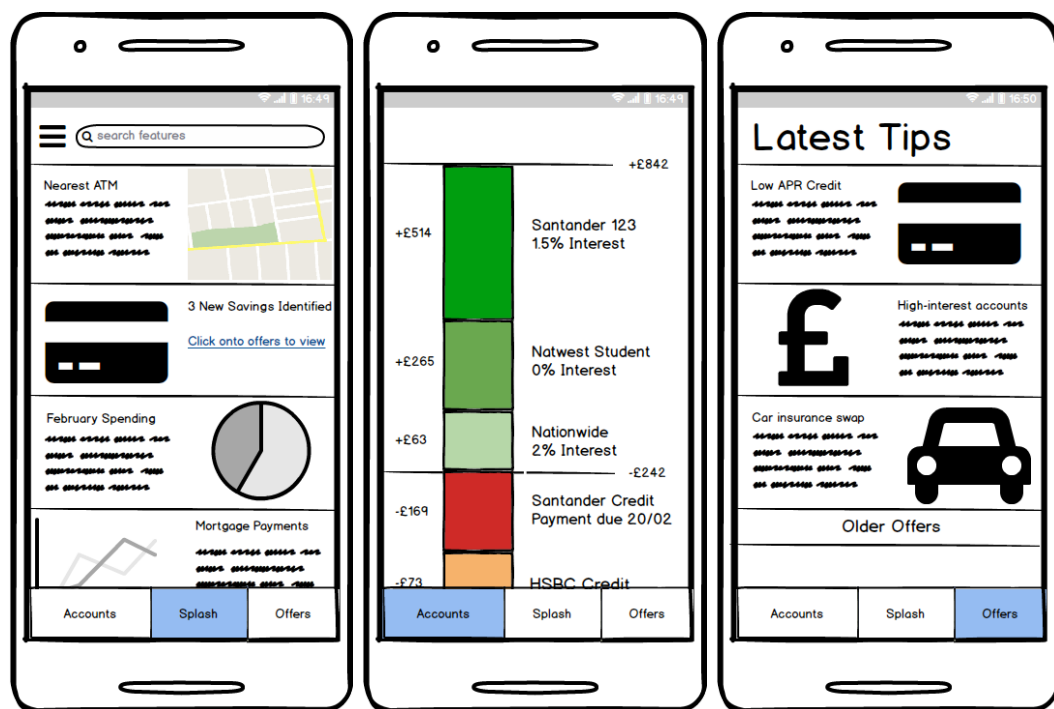 16:49
search features
Nearest ATM
3 New Savings Identified
Click onto offers to view
February Spending
Mortgage Payments
Accounts
Splash
Offers
16:49
+£842
+£514
Santander 123
1.5% Interest
+£265
Natwest Student
0% Interest
+£63
Nationwide
2% Interest
-£242
-£169
Santander Credit
Payment due 20/02
-£73
HSBC Credit
Accounts
Splash
Offers
16:50
Latest Tips
Low APR Credit
High-interest accounts
Car insurance swap
Older Offers
Accounts
Splash
Offers